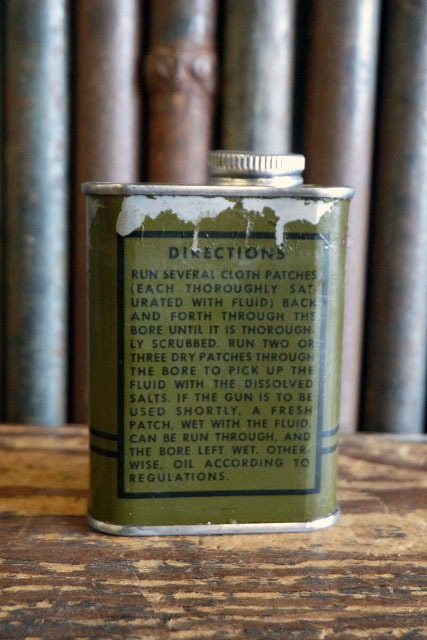 DIRECTIONS
RUN SEVERAL CLOTH PATCHES
(EACH THOROUGHLY SAT-
URATED WITH FLUID) BACK
AND FORTH THROUGH THE
BORE UNTIL IT IS THOROUGH-
LY SCRUBBED. RUN TWO OR
THREE DRY PATCHES THROUGH
THE BORE TO PICK UP THE
FLUID WITH THE DISSOLVED
SALTS. IF THE GUN IS TO BE
USED SHORTLY, A FRESH
PATCH, WET WITH THE FLUID,
CAN BE RUN THROUGH, AND
THE BORE LEFT WET. OTHER-
WISE, OIL ACCORDING TO
REGULATIONS.